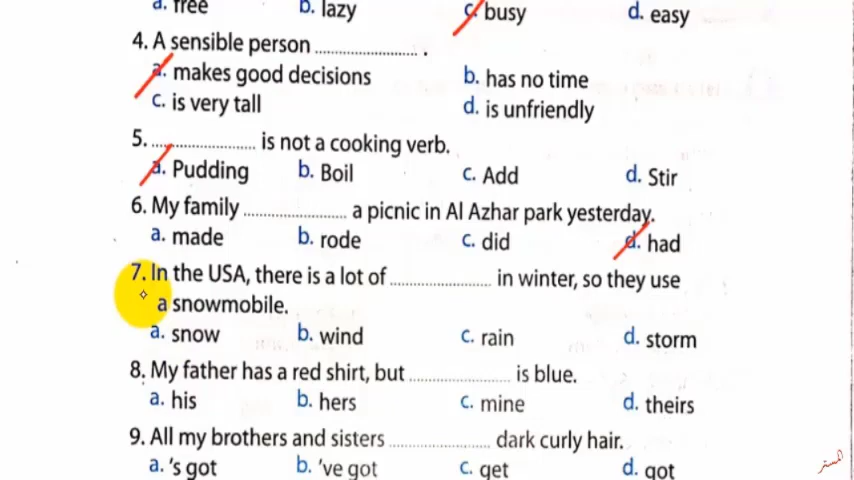 a. free b. lazy c. busy d. easy
4. A sensible person .................... .
a. makes good decisions b. has no time
c. is very tall d. is unfriendly
5. .................... is not a cooking verb.
a. Pudding b. Boil c. Add d. Stir
6. My family .................... a picnic in Al Azhar park yesterday.
a. made b. rode c. did d. had
7. In the USA, there is a lot of .................... in winter, so they use
a snowmobile.
a. snow b. wind c. rain d. storm
8. My father has a red shirt, but .................... is blue.
a. his b. hers c. mine d. theirs
9. All my brothers and sisters .................... dark curly hair.
a. 's got b. 've got c. get d. got